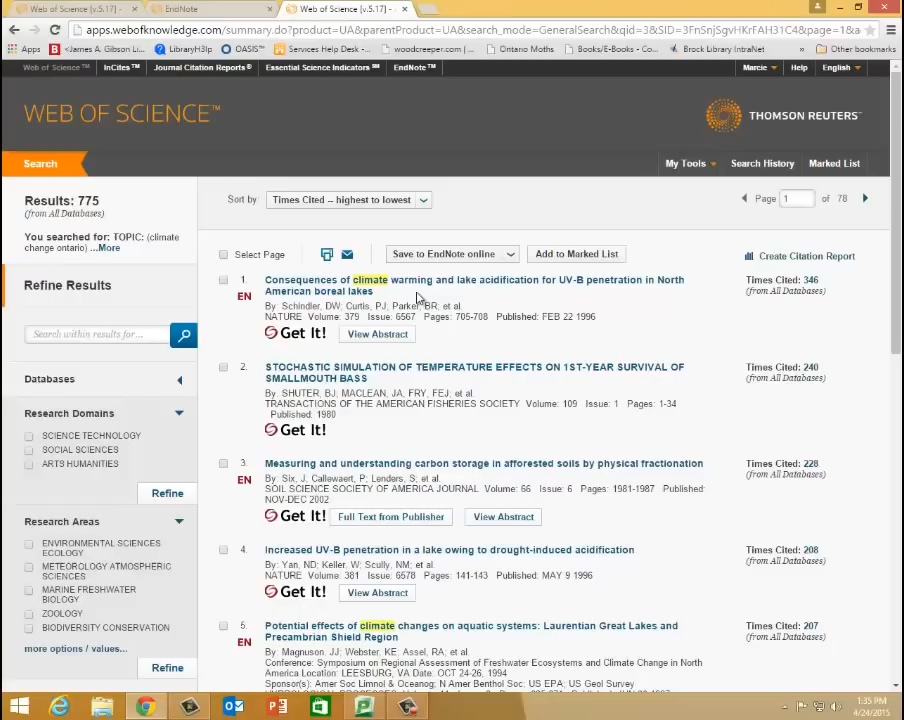 Web of Science [v.5.17] -
EndNote
Web of Science [v.5.17] -
apps.webofknowledge.com/summary.do?product=UA&parentProduct=UA&search_mode=GeneralSearch&qid=3&SID=3FnSnjSgvHKrFAH31C4&page=1&a
Apps
<James A. Gibson Li...
LibraryH3lp
OASIS™
Services Help Desk -...
woodcreeper.com
Ontario Moths
Books/E-Books - Co...
Brock Library IntraNet
Other bookmarks
Web of Science™
InCites™
Journal Citation Reports®
Essential Science Indicators℠
EndNote™
Marcie
Help
English
WEB OF SCIENCE™
THOMSON REUTERS™
Search
My Tools
Search History
Marked List
Results: 775
(from All Databases)
You searched for: TOPIC: (climate
change ontario) ...More
Sort by:
Times Cited -- highest to lowest
Page
1
of 78
Select Page
Save to EndNote online
Add to Marked List
Create Citation Report
Refine Results
Search within results for...
Databases
Research Domains
SCIENCE TECHNOLOGY
SOCIAL SCIENCES
ARTS HUMANITIES
Refine
Research Areas
ENVIRONMENTAL SCIENCES
ECOLOGY
METEOROLOGY ATMOSPHERIC
SCIENCES
MARINE FRESHWATER
BIOLOGY
ZOOLOGY
BIODIVERSITY CONSERVATION
more options / values...
Refine
1.
EN
Consequences of climate warming and lake acidification for UV-B penetration in North
American boreal lakes
By: Schindler, DW; Curtis, PJ; Parker, BR; et al.
NATURE Volume: 379 Issue: 6567 Pages: 705-708 Published: FEB 22 1996
Get It!
View Abstract
Times Cited: 346
(from All Databases)
2.
STOCHASTIC SIMULATION OF TEMPERATURE EFFECTS ON 1ST-YEAR SURVIVAL OF
SMALLMOUTH BASS
By: SHUTER, BJ; MACLEAN, JA; FRY, FEJ; et al.
TRANSACTIONS OF THE AMERICAN FISHERIES SOCIETY Volume: 109 Issue: 1 Pages: 1-34
Published: 1980
Get It!
Times Cited: 240
(from All Databases)
3.
EN
Measuring and understanding carbon storage in afforested soils by physical fractionation
By: Six, J; Callewaert, P; Lenders, S; et al.
SOIL SCIENCE SOCIETY OF AMERICA JOURNAL Volume: 66 Issue: 6 Pages: 1981-1987 Published:
NOV-DEC 2002
Get It!
Full Text from Publisher
View Abstract
Times Cited: 228
(from All Databases)
4.
Increased UV-B penetration in a lake owing to drought-induced acidification
By: Yan, ND; Keller, W; Scully, NM; et al.
NATURE Volume: 381 Issue: 6578 Pages: 141-143 Published: MAY 9 1996
Get It!
View Abstract
Times Cited: 208
(from All Databases)
5.
EN
Potential effects of climate changes on aquatic systems: Laurentian Great Lakes and
Precambrian Shield Region
By: Magnuson, JJ; Webster, KE; Assel, RA; et al.
Conference: Symposium on Regional Assessment of Freshwater Ecosystems and Climate Change in North
America Location: LEESBURG, VA Date: OCT 24-26, 1994
Sponsor(s): Amer Soc Limnol & Oceanog; N Amer Benthol Soc; US EPA; US Geol Survey
Times Cited: 207
(from All Databases)
1:35 PM
4/24/2015